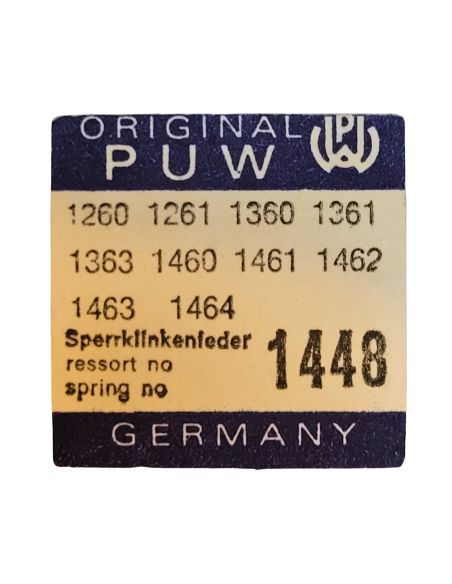 ORIGINAL
PUW
1260 1261 1360 1361
1363 1460 1461 1462
1463 1464
Sperrklinkenfeder
ressort no
spring no
1448
GERMANY